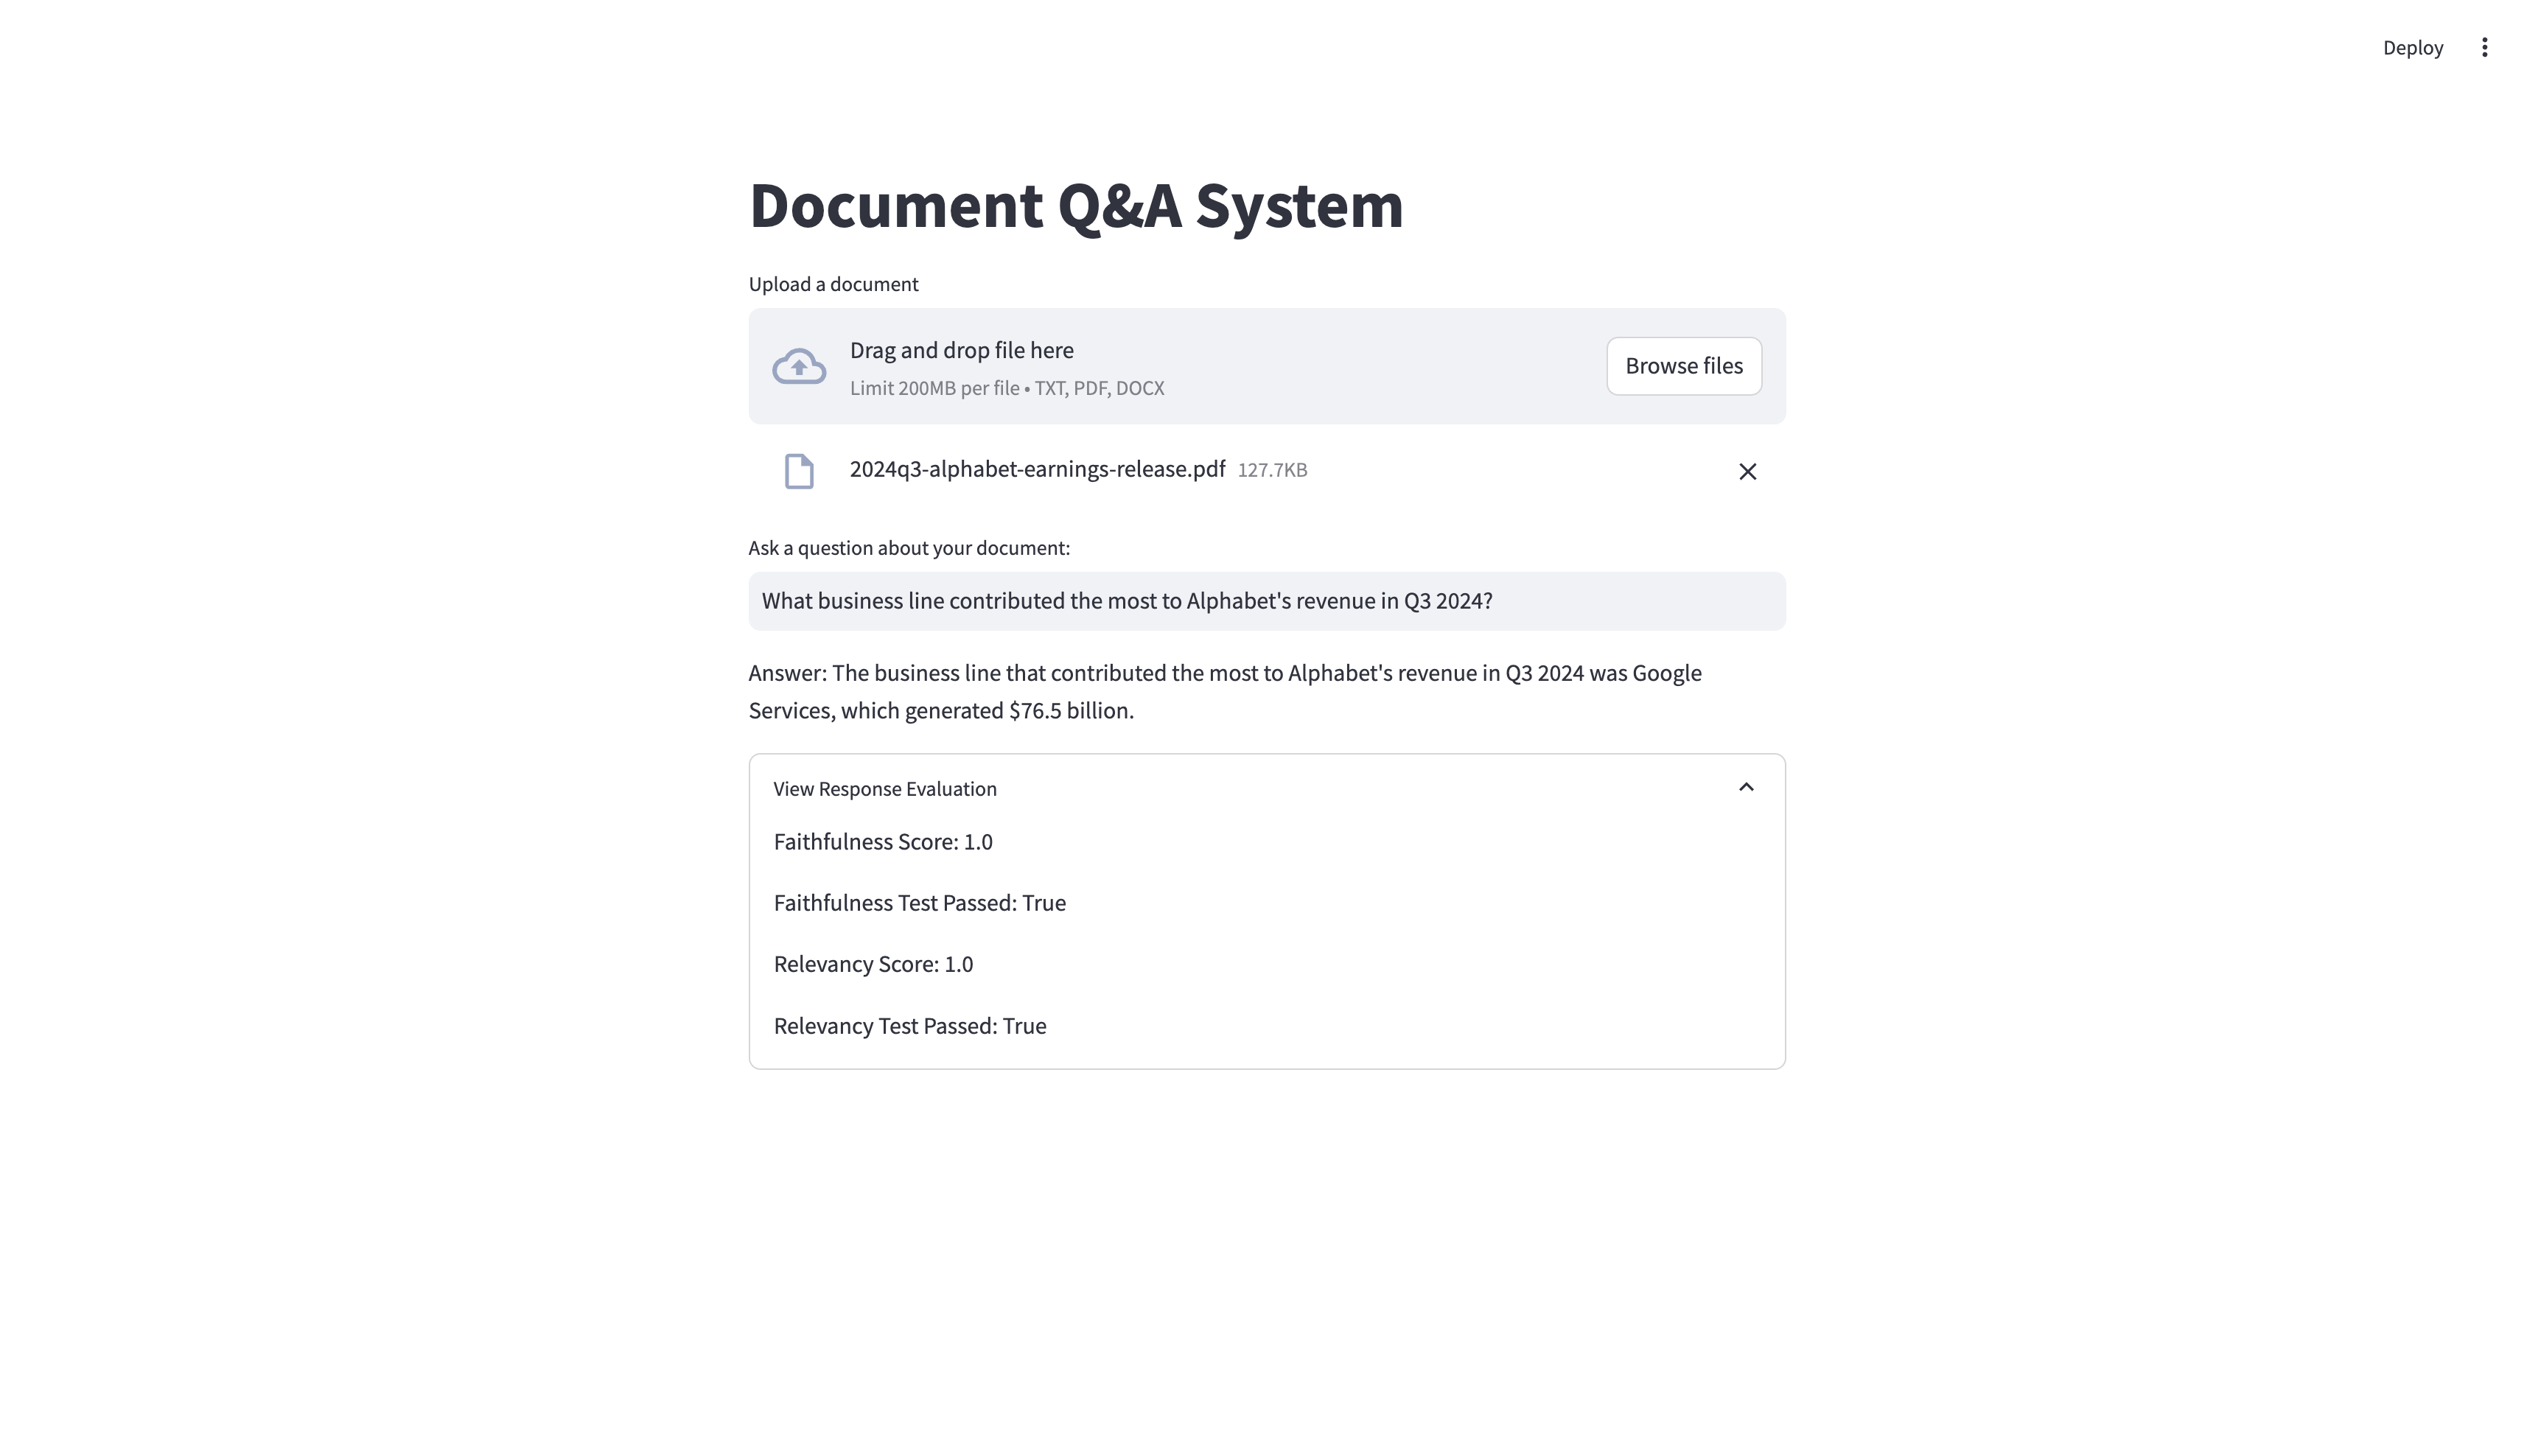 Deploy
Document Q&A System
Upload a document
Drag and drop file here
Limit 200MB per file • TXT, PDF, DOCX
Browse files
2024q3-alphabet-earnings-release.pdf 127.7KB
Ask a question about your document:
What business line contributed the most to Alphabet's revenue in Q3 2024?
Answer: The business line that contributed the most to Alphabet's revenue in Q3 2024 was Google
Services, which generated $76.5 billion.
View Response Evaluation
Faithfulness Score: 1.0
Faithfulness Test Passed: True
Relevancy Score: 1.0
Relevancy Test Passed: True